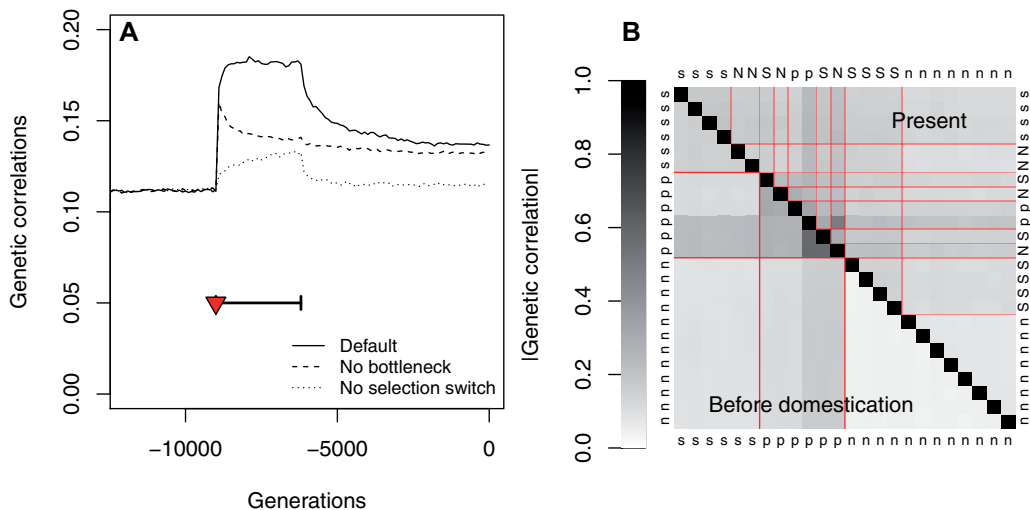 A
Genetic correlations
0.20
0.15
0.10
0.05
0.00
Default
No bottleneck
No selection switch
−10000
−5000
0
Generations
B
|Genetic correlation|
1.0
0.8
0.6
0.4
0.2
0.0
s s s s N N S N p p S N S S S S n n n n n n n n
s s s s s s p p p p p p n n n n n n n n n n n n
Present
Before domestication
s s s s N N S N p p S N S S S S n n n n n n n n
s s s s s s p p p p p p n n n n n n n n n n n n